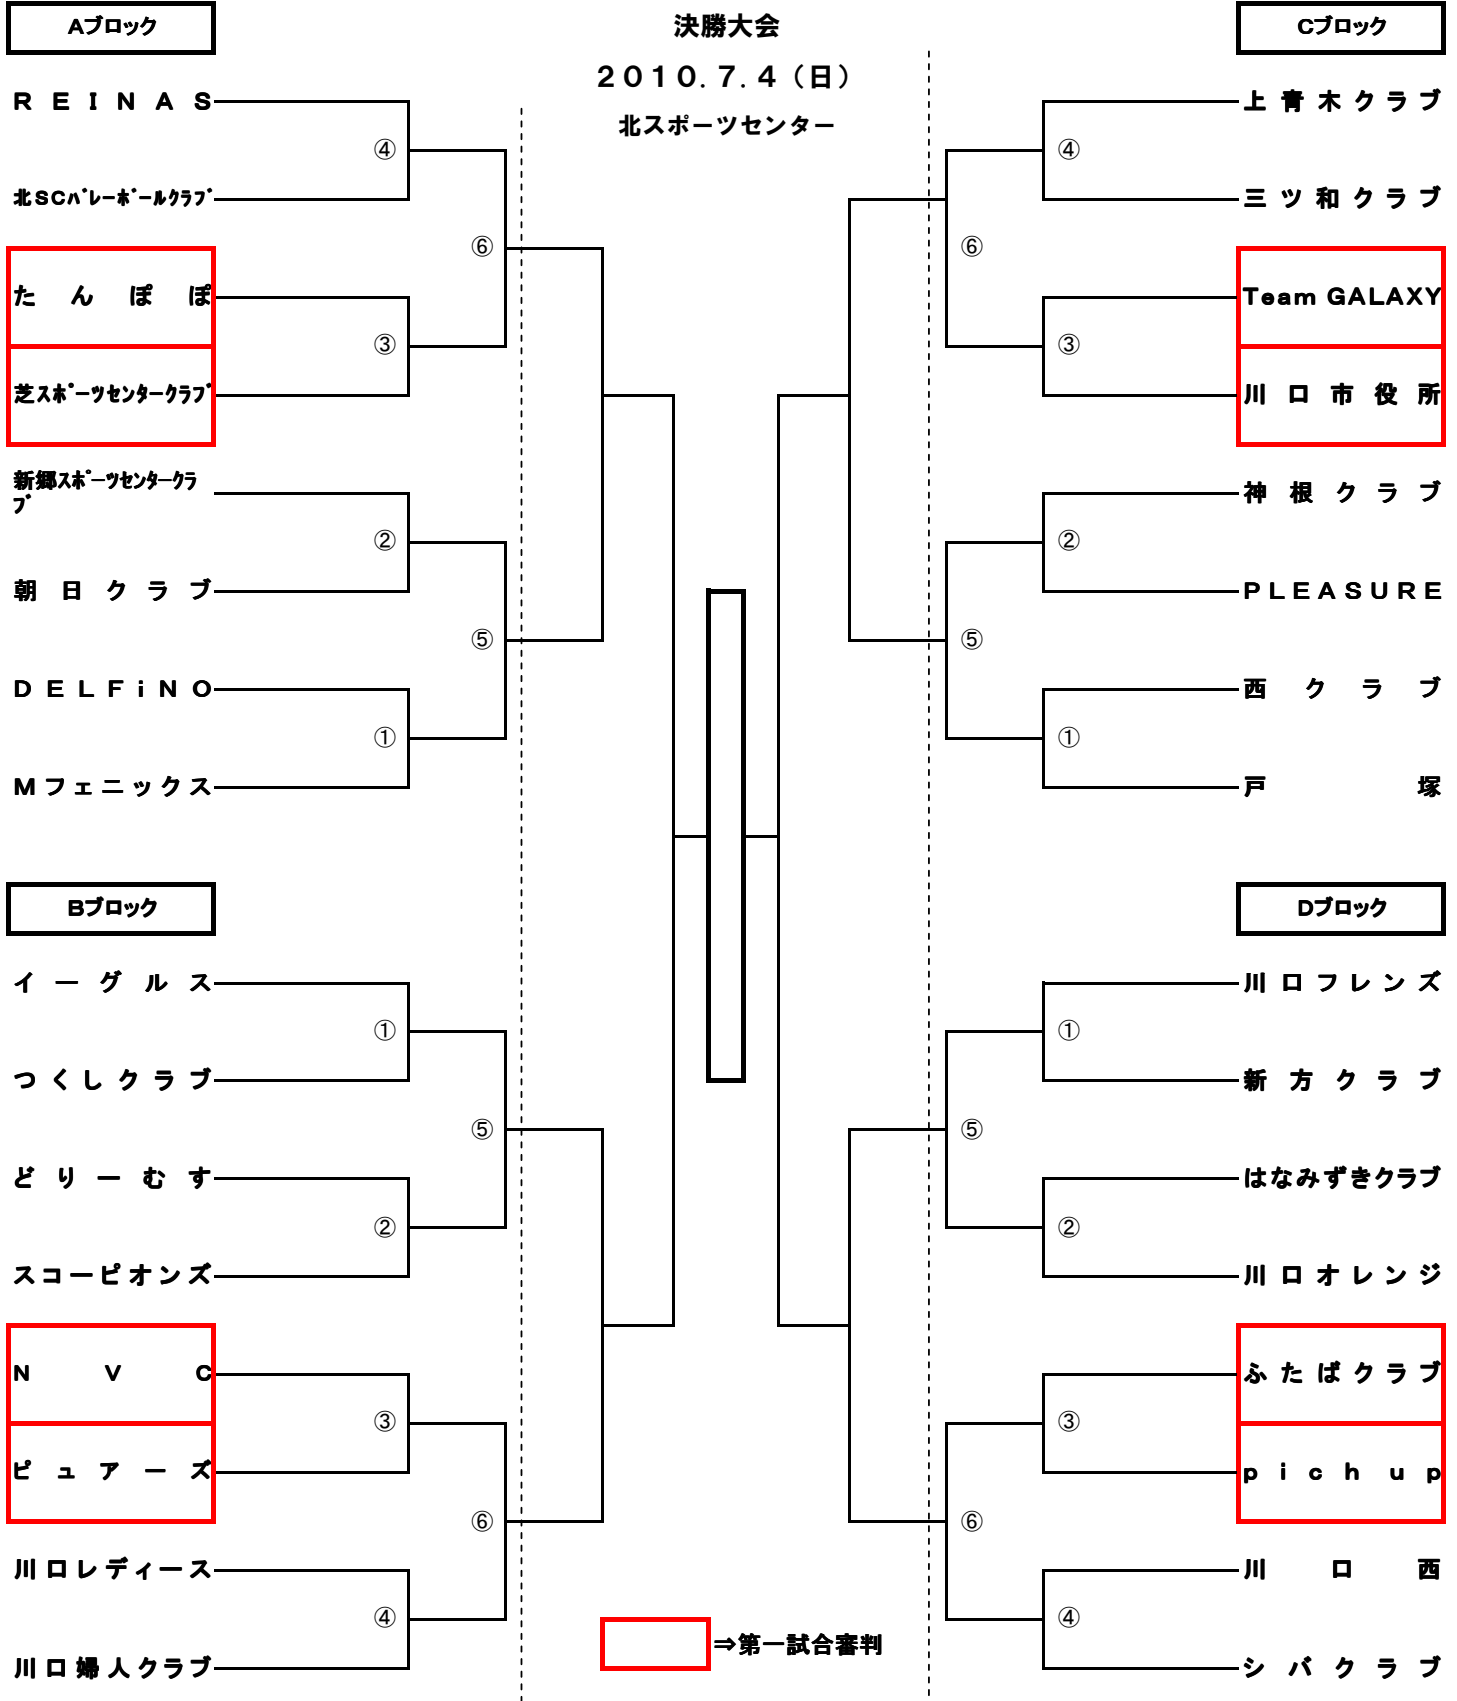 決勝大会
２０１０．７．４（日）
北スポーツセンター
Aブロック
ＲＥＩＮＡＳ
④
北SCﾊﾞﾚｰﾎﾞｰﾙｸﾗﾌﾞ
⑥
たんぽぽ
③
芝ｽﾎﾟｰﾂｾﾝﾀｰｸﾗﾌﾞ
新郷ｽﾎﾟｰﾂｾﾝﾀｰｸﾗ
ﾌﾞ
②
朝日クラブ
⑤
ＤＥＬＦｉＮＯ
①
Ｍフェニックス
Bブロック
イーグルス
①
つくしクラブ
⑤
どりーむす
②
スコーピオンズ
ＮＶＣ
③
ピュアーズ
⑥
川口レディース
④
川口婦人クラブ
Cブロック
上青木クラブ
④
三ツ和クラブ
⑥
Team GALAXY
③
川口市役所
神根クラブ
②
ＰＬＥＡＳＵＲＥ
⑤
西クラブ
①
戸塚
Dブロック
川口フレンズ
①
新方クラブ
⑤
はなみずきクラブ
②
川口オレンジ
ふたばクラブ
③
ｐｉｃｈ ｕｐ
⑥
川口西
④
シバクラブ
⇒第一試合審判